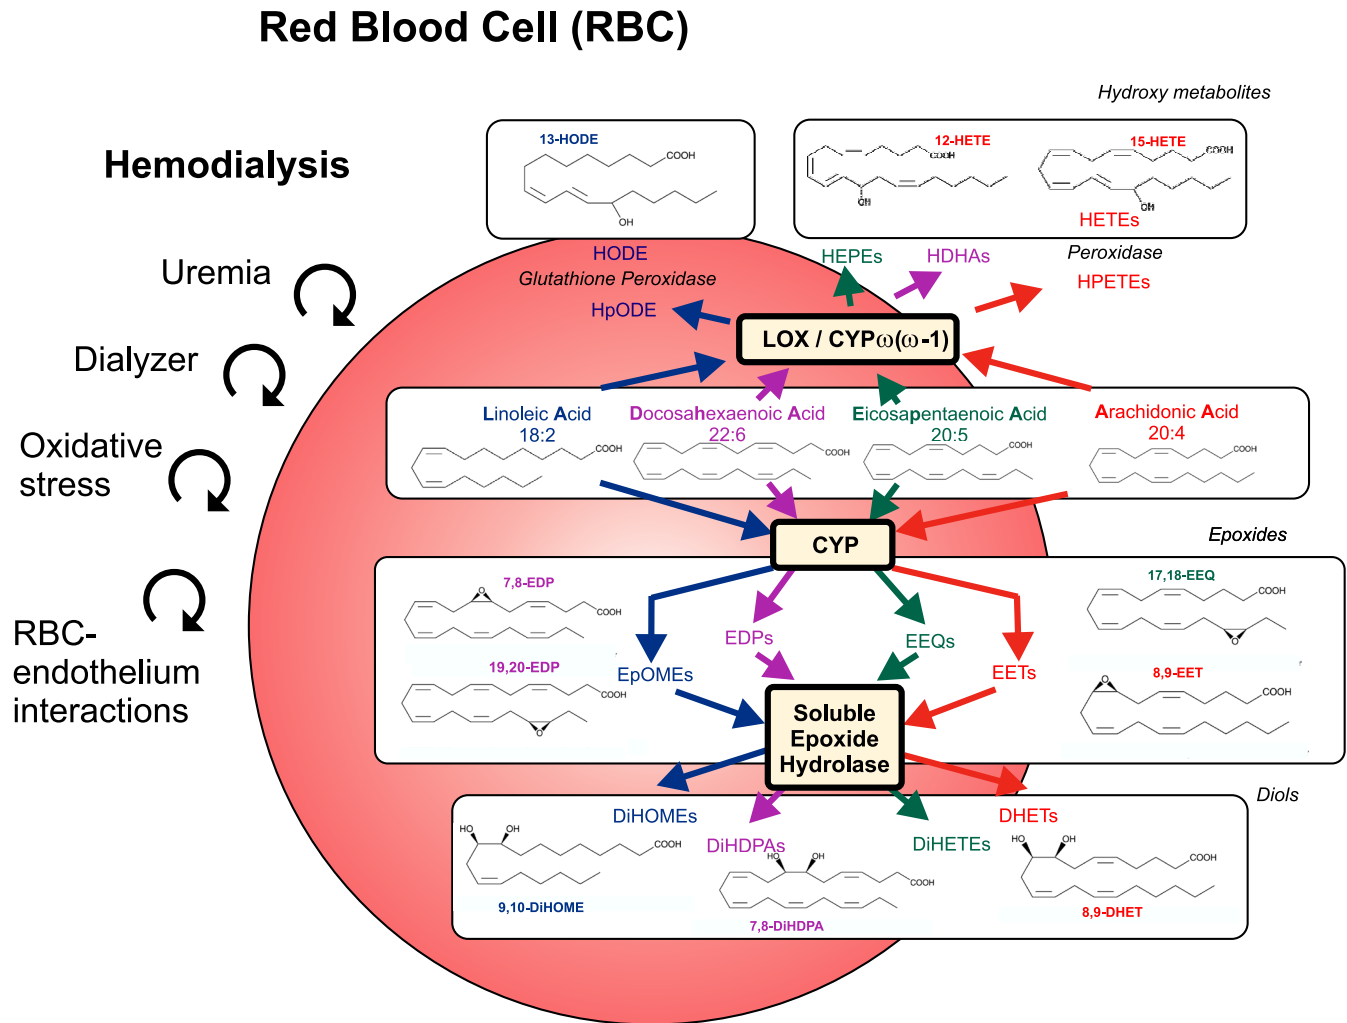 Red Blood Cell (RBC)
Hydroxy metabolites
Hemodialysis
13-HODE
COOH
OH
12-HETE
COOH
OH
15-HETE
COOH
OH
HETEs
HODE
Glutathione Peroxidase
HpODE
HEPEs
HDHAs
Peroxidase
HPETEs
Uremia
Dialyzer
Oxidative
stress
RBC-
endothelium
interactions
LOX / CYPω(ω-1)
Linoleic Acid
18:2
COOH
Docosahexaenoic Acid
22:6
COOH
Eicosapentaenoic Acid
20:5
COOH
Arachidonic Acid
20:4
COOH
CYP
Epoxides
7,8-EDP
O
COOH
19,20-EDP
COOH
O
EpOMEs
EDPs
EEQs
EETs
17,18-EEQ
COOH
O
8,9-EET
O
COOH
Soluble
Epoxide
Hydrolase
Diols
DiHOMEs
DiHDPAs
DiHETEs
DHETs
HO
OH
COOH
9,10-DiHOME
HO
OH
COOH
7,8-DiHDPA
HO
OH
COOH
8,9-DHET